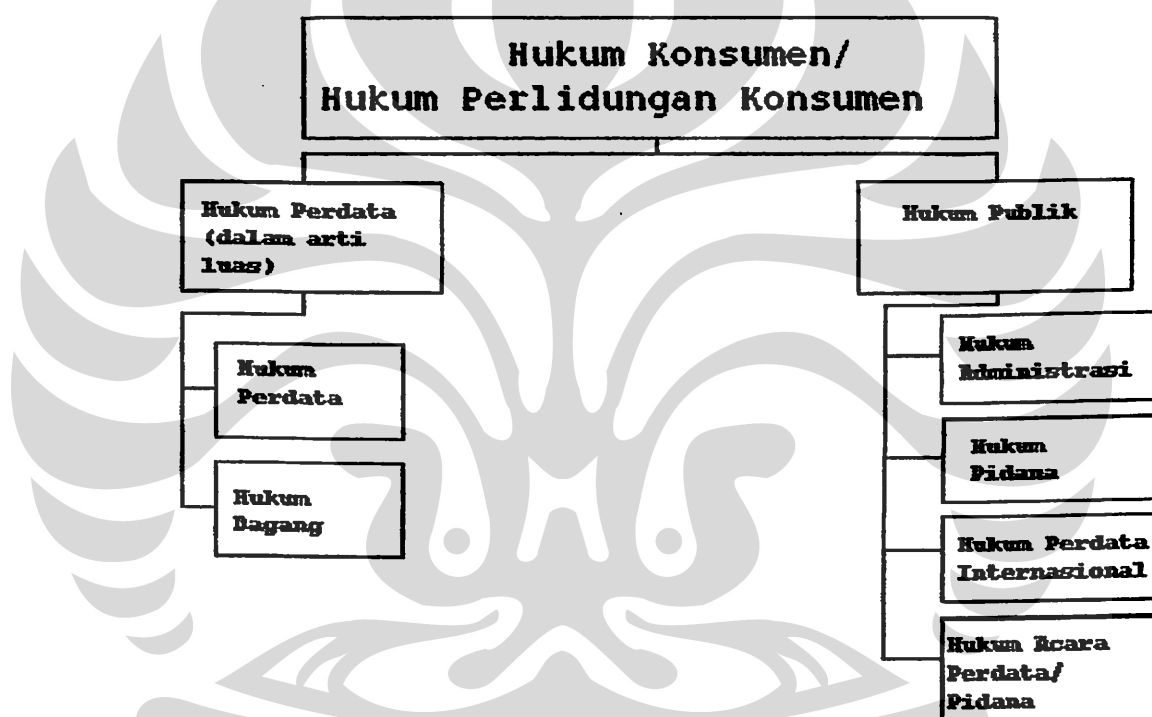 Hukum Konsumen/
Hukum Perlidungan Konsumen
Hukum Perdata
(dalam arti
luas)
Hukum
Perdata
Hukum
Dagang
Hukum Publik
Hukum
Administrasi
Hukum
Pidana
Hukum Perdata
Internasional
Hukum Acara
Perdata/
Pidana